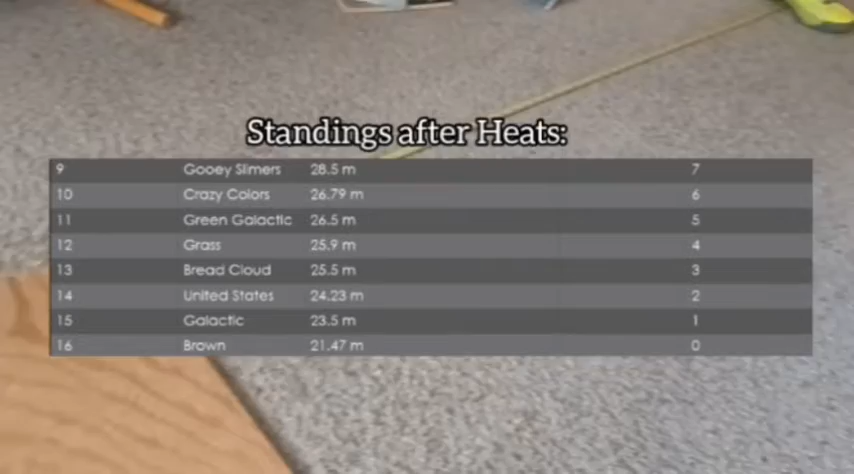 Standings after Heats:
9 Gooey Slimers 28.5 m 7
10 Crazy Colors 26.79 m 6
11 Green Galactic 26.5 m 5
12 Grass 25.9 m 4
13 Bread Cloud 25.5 m 3
14 United States 24.23 m 2
15 Galactic 23.5 m 1
16 Brown 21.47 m 0